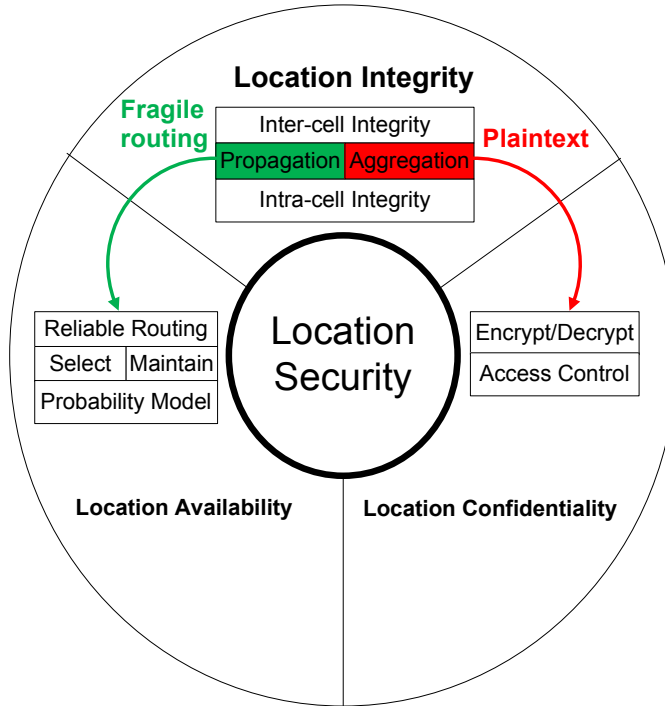 Location Integrity
Fragile
routing
Plaintext
Inter-cell Integrity
Propagation Aggregation
Intra-cell Integrity
Reliable Routing
Select Maintain
Probability Model
Location
Security
Encrypt/Decrypt
Access Control
Location Availability
Location Confidentiality